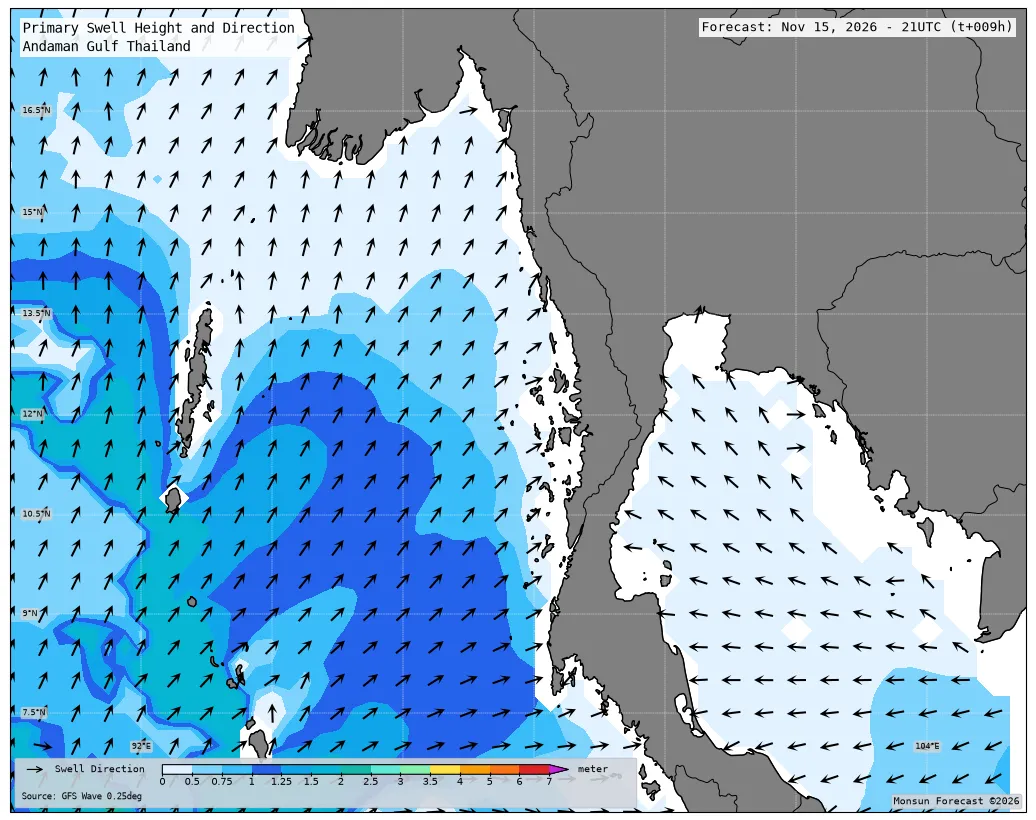 Primary Swell Height and Direction
Andaman Gulf Thailand
Forecast: Nov 15, 2026 - 21UTC (t+009h)
16.5°N
15°N
13.5°N
12°N
10.5°N
9°N
7.5°N
92°E
104°E
Swell Direction
meter
0 0.5 0.75 1 1.25 1.5 2 2.5 3 3.5 4 5 6 7
Source: GFS Wave 0.25deg
Monsun Forecast ©2026